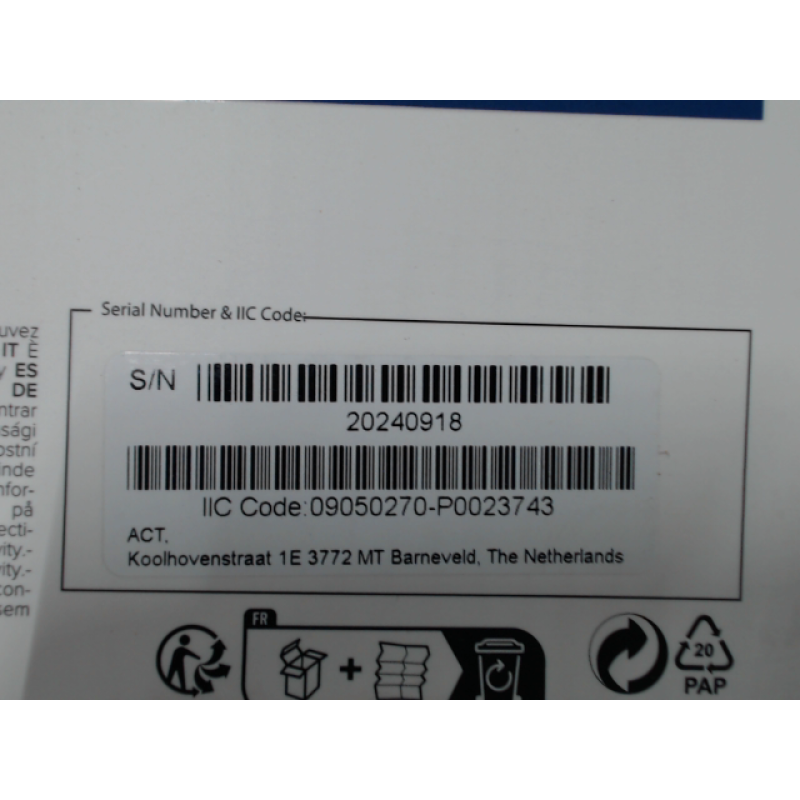 Serial Number & IIC Code:
S/N
20240918
IIC Code:09050270-P0023743
ACT.
Koolhovenstraat 1E 3772 MT Barneveld, The Netherlands
uvez
IT È
y ES
DE
ntrar
sági
ostní
inde
nfor-
på
ecti-
vity.-
vity.-
con-
sem
FR
20
PAP